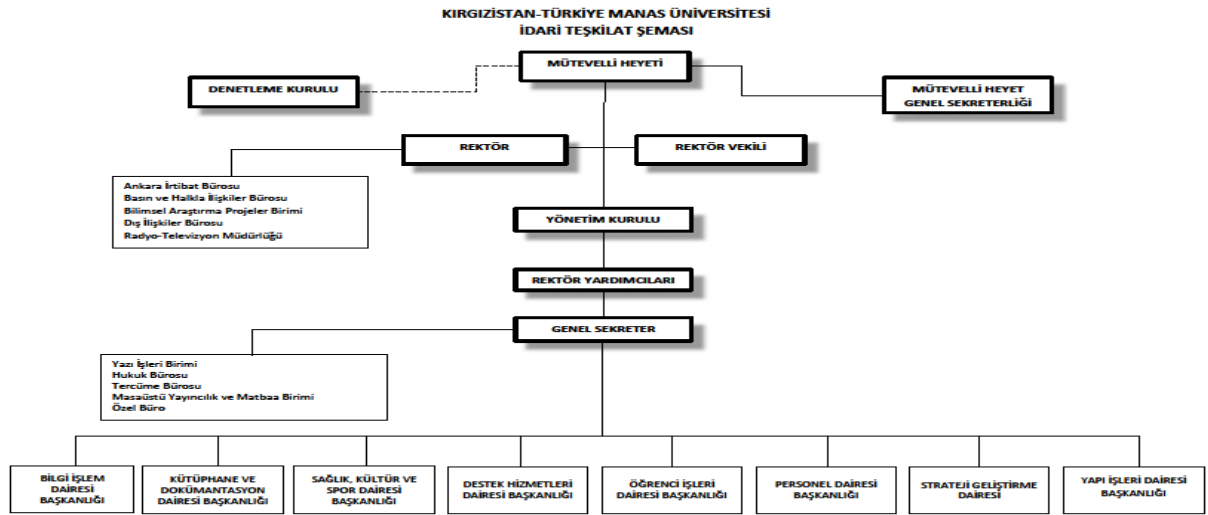 KIRGIZİSTAN-TÜRKİYE MANAS ÜNİVERSİTESİ
İDARİ TEŞKİLAT ŞEMASI
MÜTEVELLİ HEYETİ
DENETLEME KURULU
MÜTEVELLİ HEYET
GENEL SEKRETERLİĞİ
REKTÖR
REKTÖR VEKİLİ
Ankara İrtibat Bürosu
Basın ve Halkla İlişkiler Bürosu
Bilimsel Araştırma Projeler Birimi
Dış İlişkiler Bürosu
Radyo-Televizyon Müdürlüğü
YÖNETİM KURULU
REKTÖR YARDIMCILARI
GENEL SEKRETER
Yazı İşleri Birimi
Hukuk Bürosu
Tercüme Bürosu
Masaüstü Yayıncılık ve Matbaa Birimi
Özel Büro
BİLGİ İŞLEM
DAİRESİ
BAŞKANLIĞI
KÜTÜPHANE VE
DOKÜMANTASYON
DAİRESİ BAŞKANLIĞI
SAĞLIK, KÜLTÜR VE
SPOR DAİRESİ
BAŞKANLIĞI
DESTEK HİZMETLERİ
DAİRESİ BAŞKANLIĞI
ÖĞRENCİ İŞLERİ
DAİRESİ BAŞKANLIĞI
PERSONEL DAİRESİ
BAŞKANLIĞI
STRATEJİ GELİŞTİRME
DAİRESİ
YAPI İŞLERİ DAİRESİ
BAŞKANLIĞI